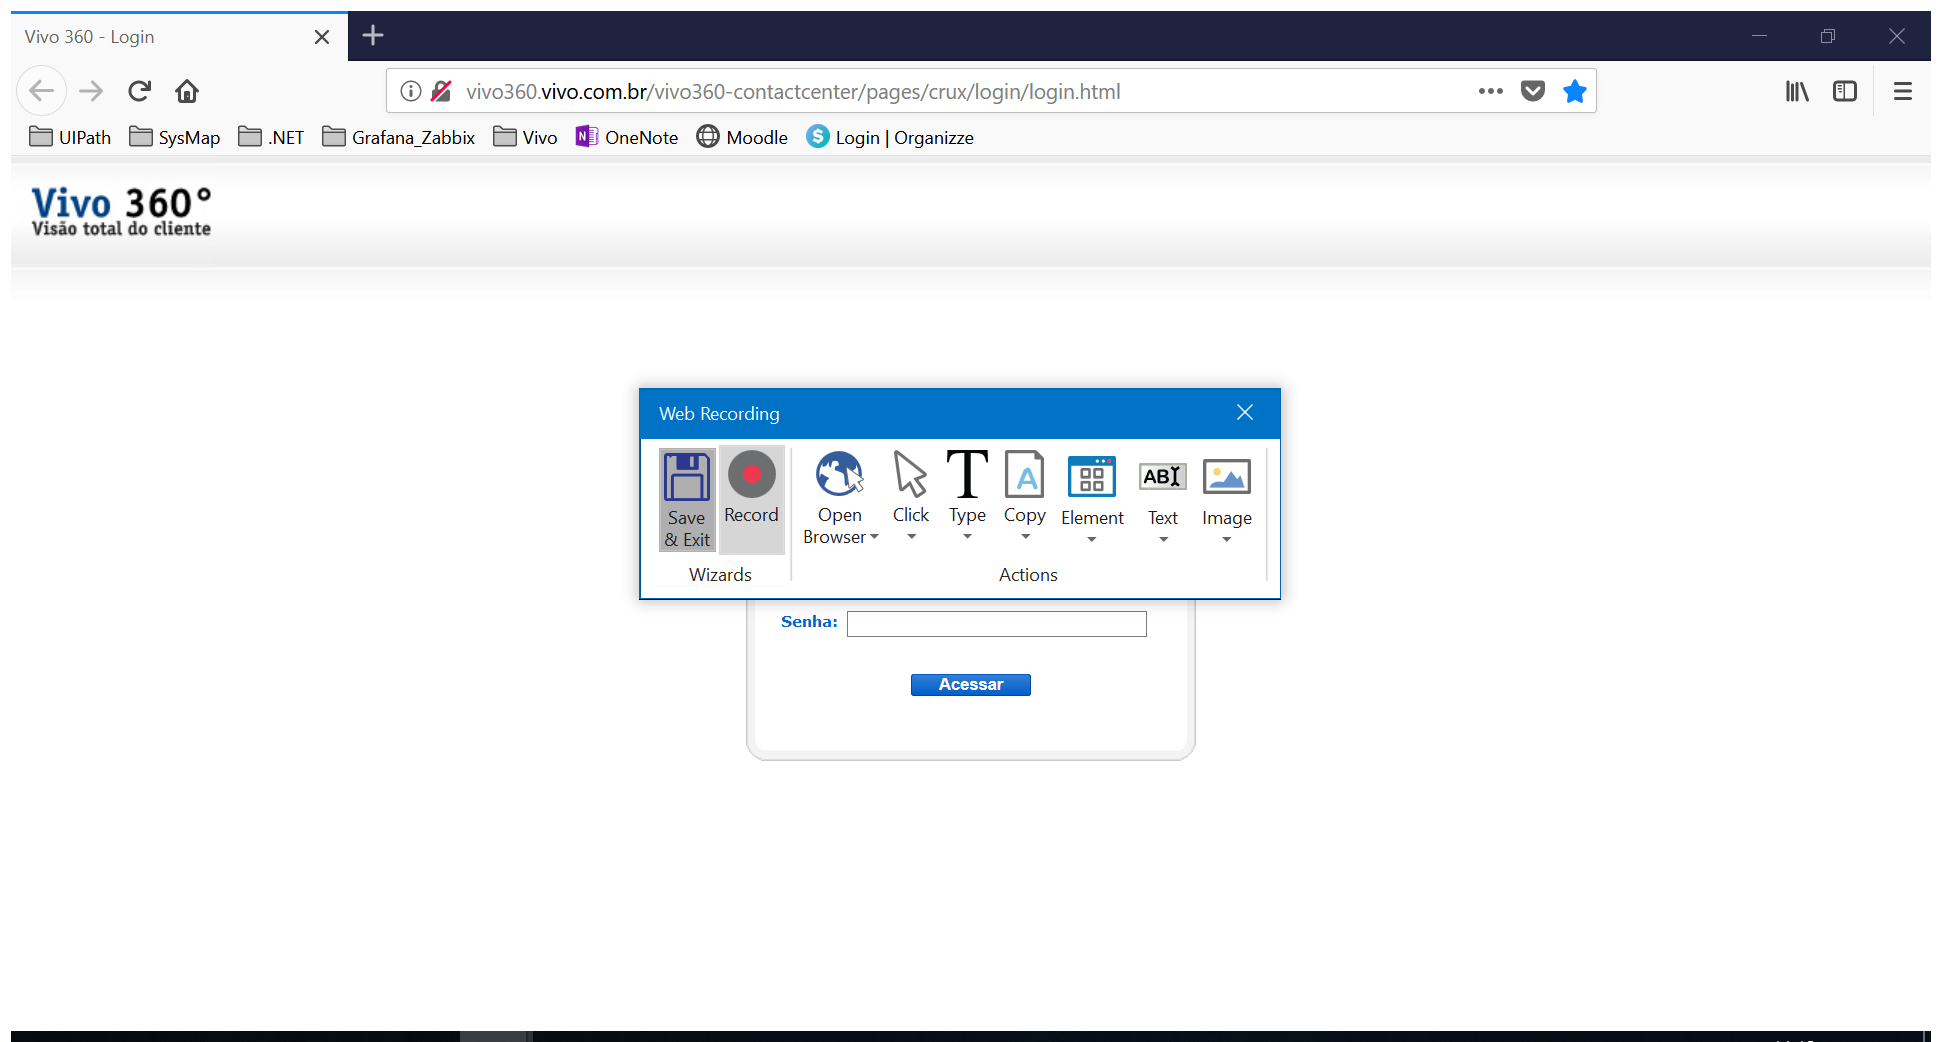 Vivo 360 - Login
vivo360.vivo.com.br/vivo360-contactcenter/pages/crux/login/login.html
UIPath SysMap .NET Grafana_Zabbix Vivo OneNote Moodle Login | Organizze
Vivo 360°
Visão total do cliente
Web Recording
Save & Exit
Record
Open Browser
Click
Type
Copy
Element
Text
Image
Wizards
Actions
Senha:
Acessar